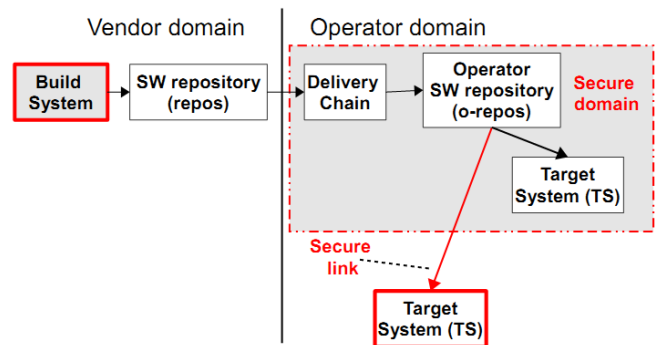 Vendor domain
Operator domain
Build
System
SW repository
(repos)
Delivery
Chain
Operator
SW repository
(o-repos)
Secure
domain
Target
System (TS)
Secure
link
Target
System (TS)